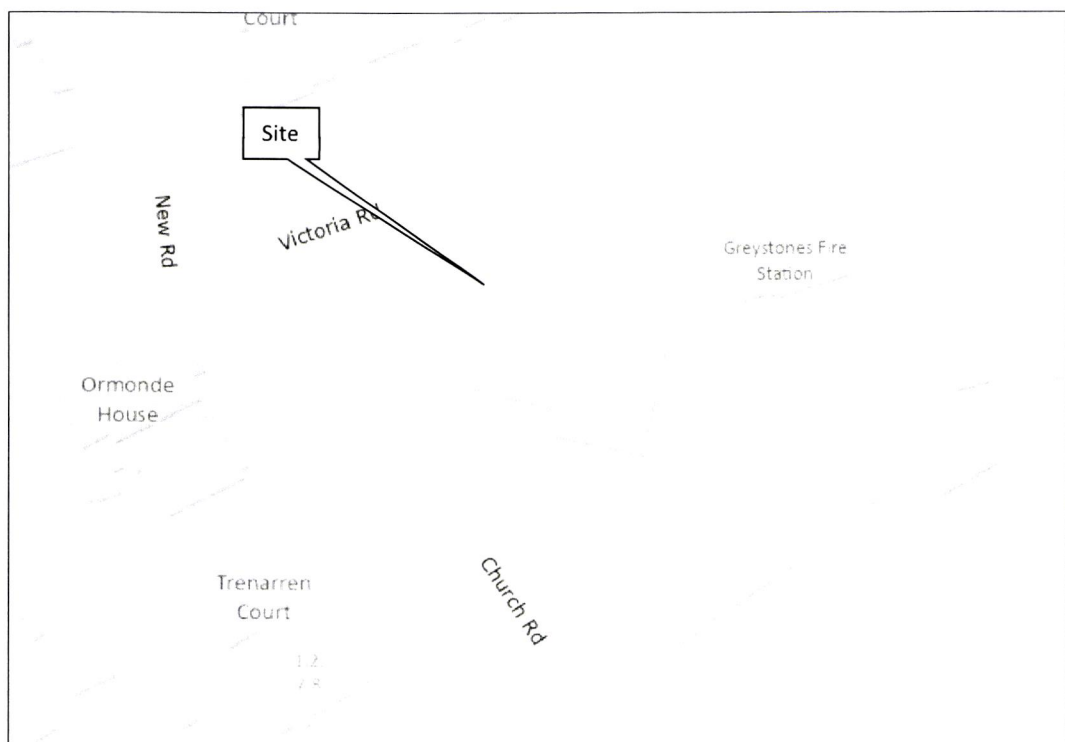 Court
Site
New Rd
Victoria Rd
Greystones Fire
Station
Ormonde
House
Church Rd
Trenarren
Court